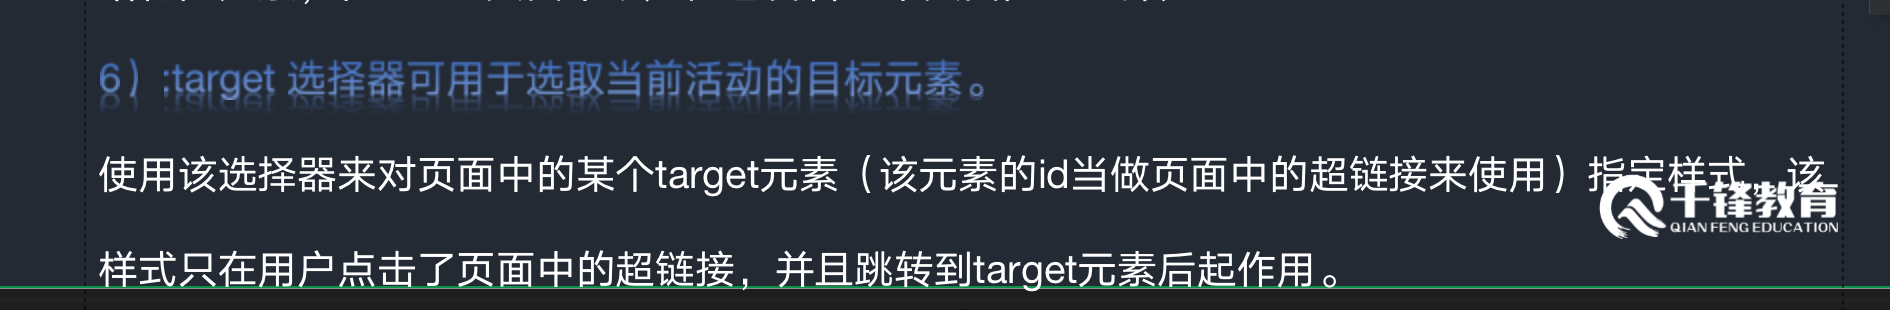 6）:target 选择器可用于选取当前活动的目标元素。
使用该选择器来对页面中的某个target元素（该元素的id当做页面中的超链接来使用）指定样式，该
千锋教育
QIAN FENG EDUCATION
样式只在用户点击了页面中的超链接，并且跳转到target元素后起作用。